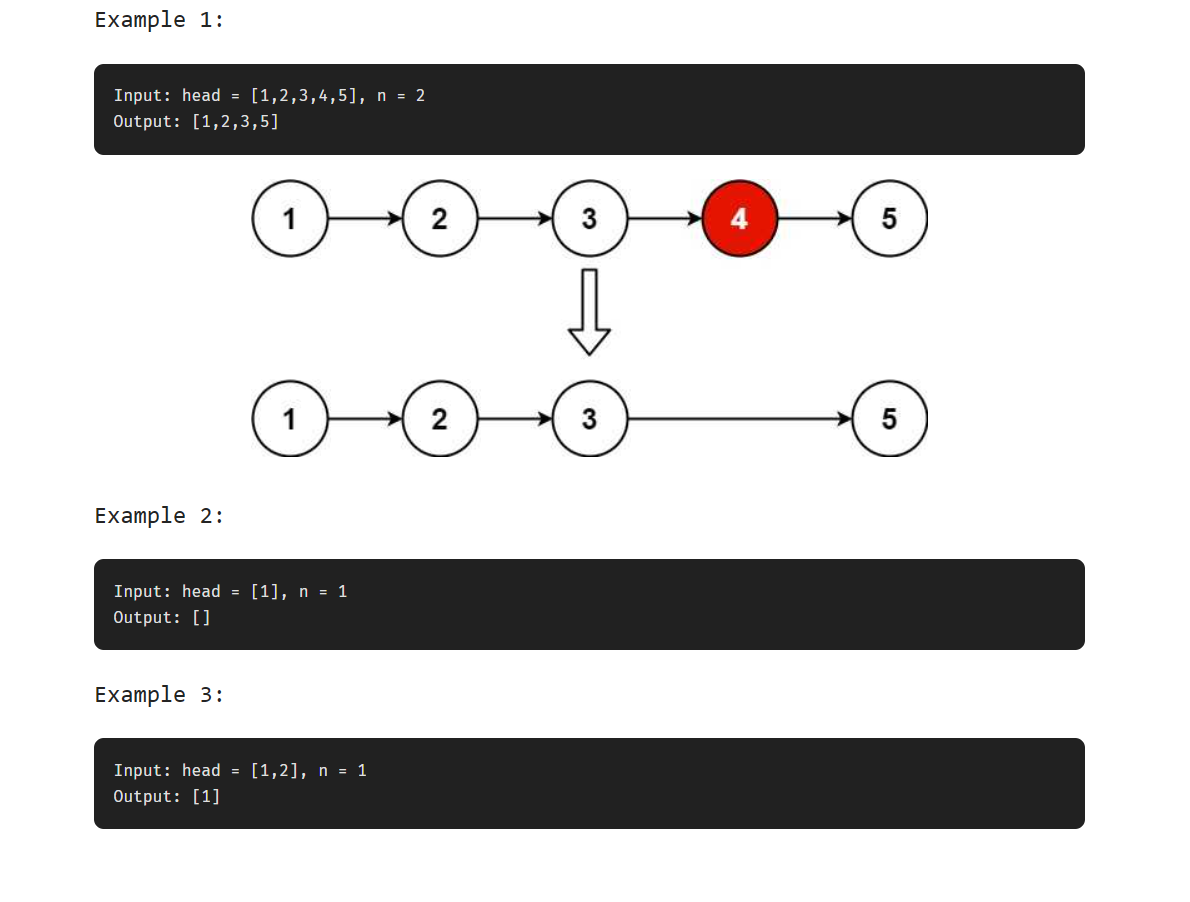 Example 1:
Input: head = [1,2,3,4,5], n = 2
Output: [1,2,3,5]
1 2 3 4 5
1 2 3 5
Example 2:
Input: head = [1], n = 1
Output: []
Example 3:
Input: head = [1,2], n = 1
Output: [1]